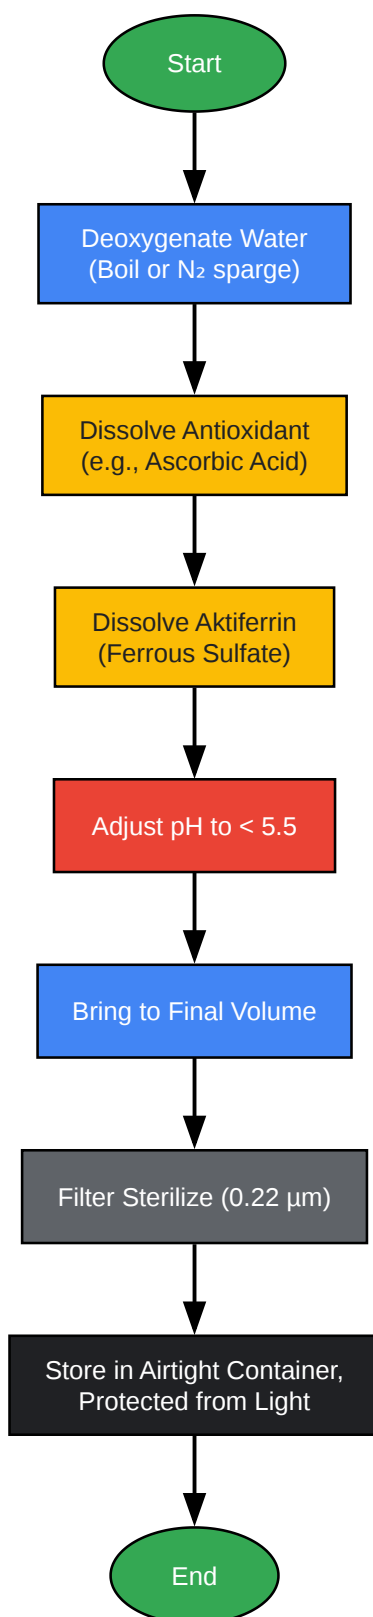 Start
Deoxygenate Water
(Boil or N₂ sparge)
Dissolve Antioxidant
(e.g., Ascorbic Acid)
Dissolve Aktiferrin
(Ferrous Sulfate)
Adjust pH to < 5.5
Bring to Final Volume
Filter Sterilize (0.22 µm)
Store in Airtight Container,
Protected from Light
End